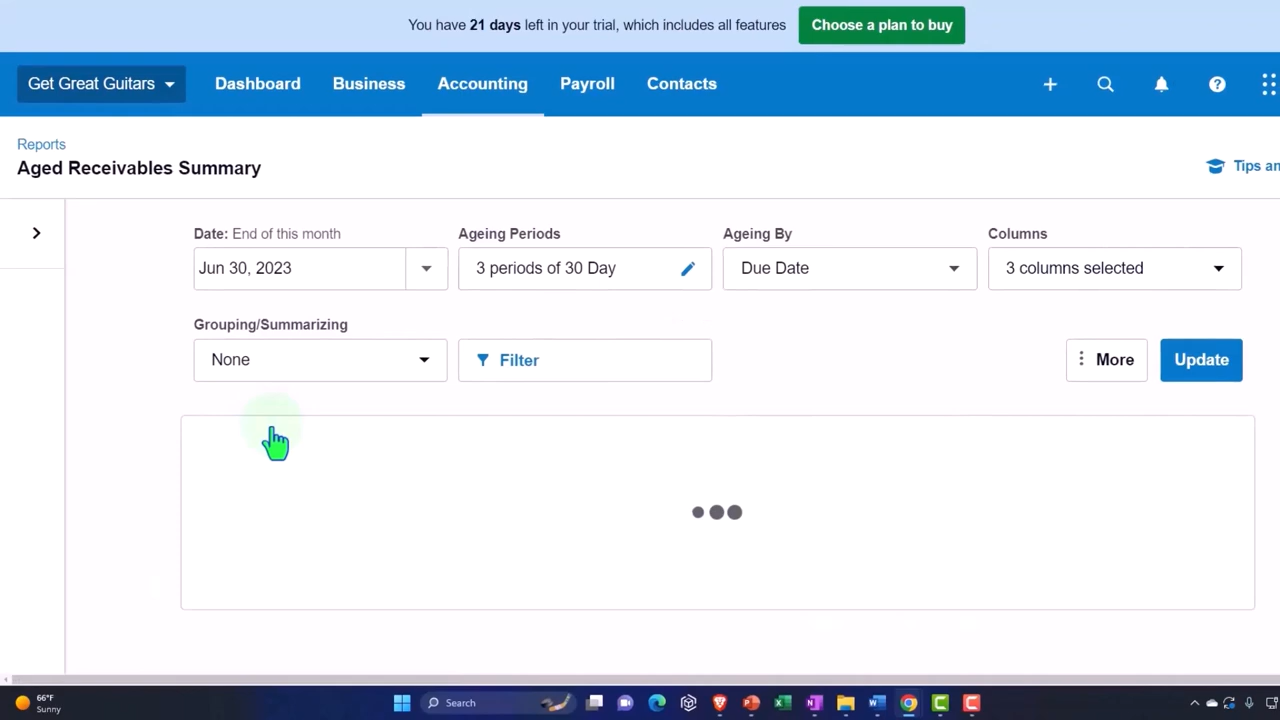 You have 21 days left in your trial, which includes all features Choose a plan to buy
Get Great Guitars Dashboard Business Accounting Payroll Contacts
Reports
Aged Receivables Summary
Tips an
Date: End of this month Ageing Periods Ageing By Columns
Jun 30, 2023 3 periods of 30 Day Due Date 3 columns selected
Grouping/Summarizing
None Filter More Update
66°F
Sunny
Search